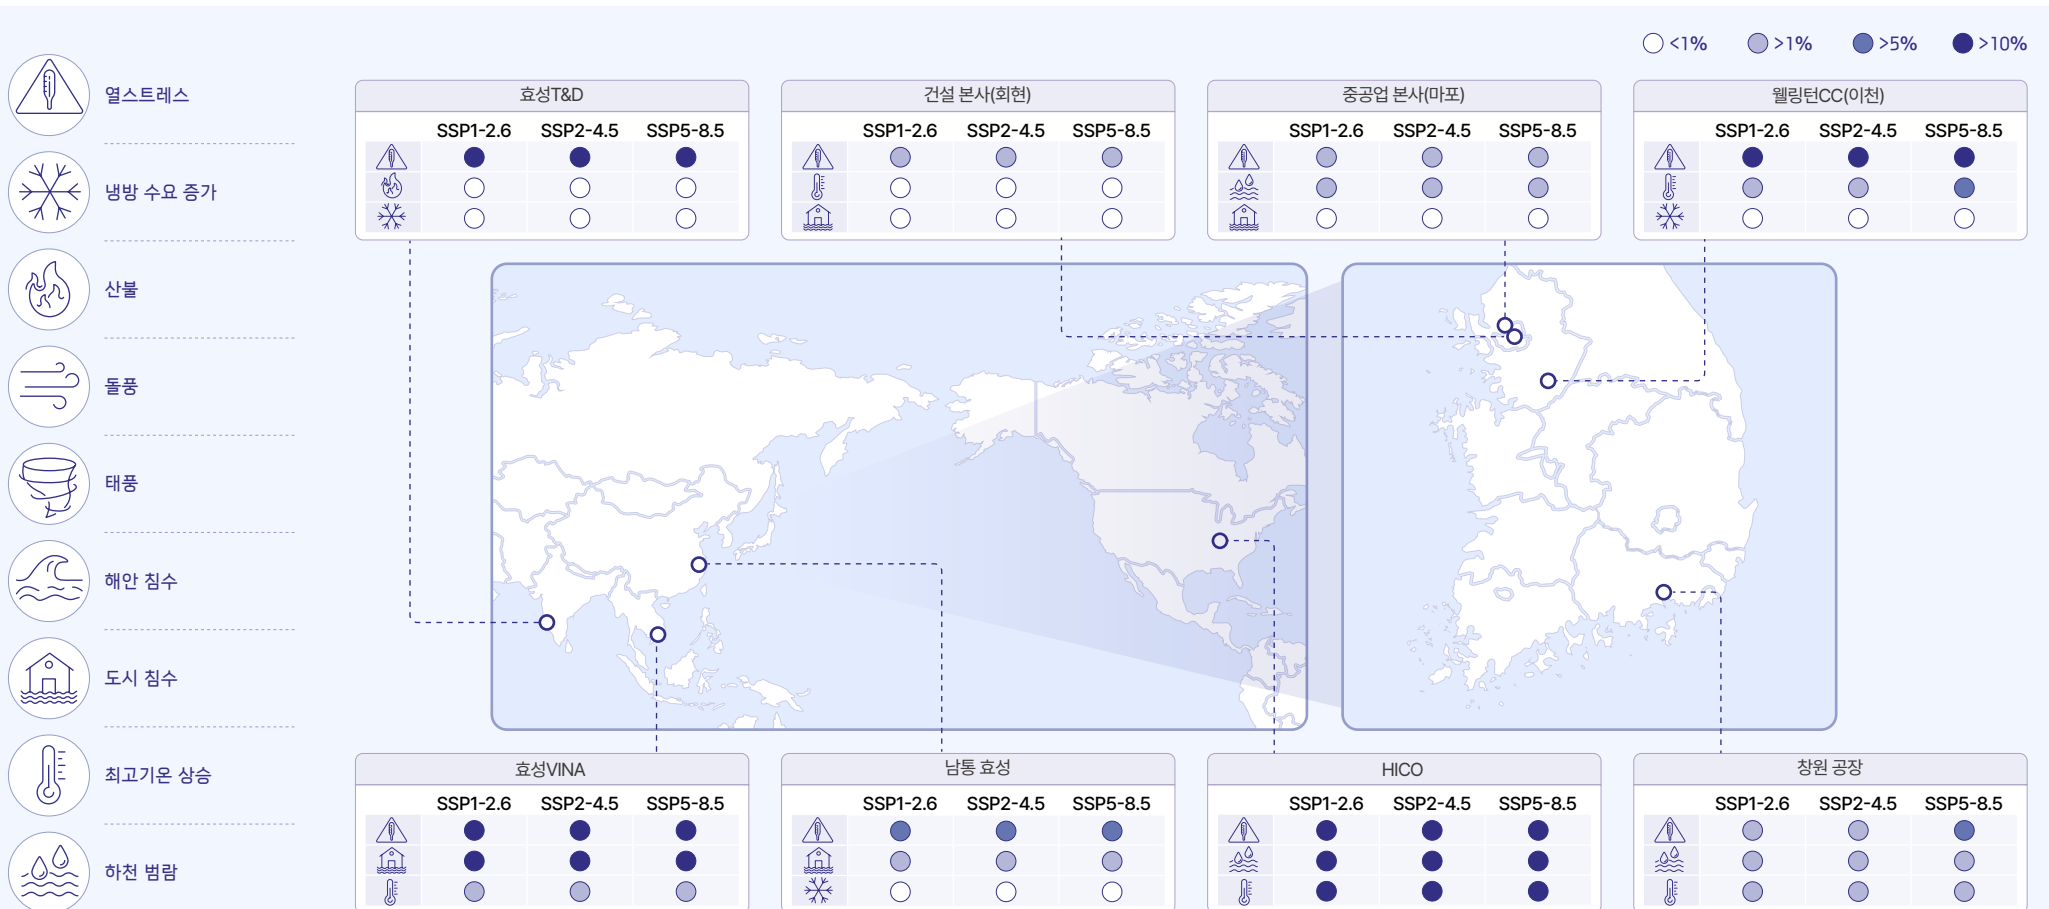 <1% >1% >5% >10%
열스트레스
냉방 수요 증가
산불
돌풍
태풍
해안 침수
도시 침수
최고기온 상승
하천 범람
효성T&D
SSP1-2.6 SSP2-4.5 SSP5-8.5
건설 본사(회현)
SSP1-2.6 SSP2-4.5 SSP5-8.5
중공업 본사(마포)
SSP1-2.6 SSP2-4.5 SSP5-8.5
웰링턴CC(이천)
SSP1-2.6 SSP2-4.5 SSP5-8.5
효성VINA
SSP1-2.6 SSP2-4.5 SSP5-8.5
남통 효성
SSP1-2.6 SSP2-4.5 SSP5-8.5
HICO
SSP1-2.6 SSP2-4.5 SSP5-8.5
창원 공장
SSP1-2.6 SSP2-4.5 SSP5-8.5